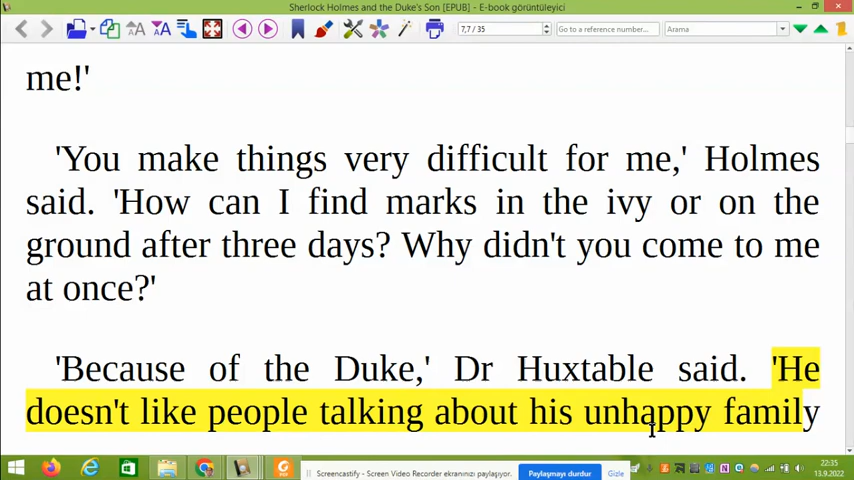 Sherlock Holmes and the Duke's Son [EPUB] - E-book görüntüleyici
7,7 / 35
Go to a reference number...
Arama
me!'
'You make things very difficult for me,' Holmes
said. 'How can I find marks in the ivy or on the
ground after three days? Why didn't you come to me
at once?'
'Because of the Duke,' Dr Huxtable said. 'He
doesn't like people talking about his unhappy family
Screencastify - Screen Video Recorder ekranınızı paylaşıyor.
Paylaşmayı durdur
Gizle
22:35
13.9.2022